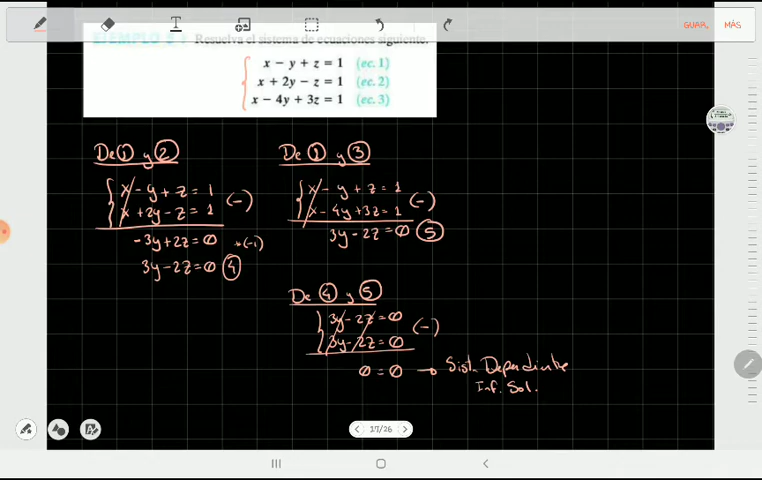 GUAR. MÁS
Resuelva el sistema de ecuaciones siguiente.
x − y + z = 1 (ec. 1)
x + 2y − z = 1 (ec. 2)
x − 4y + 3z = 1 (ec. 3)
De ① y ②
x - y + z = 1
x + 2y - z = 1 (-)
-3y + 2z = 0 *(-1)
3y - 2z = 0 ④
De ① y ③
x - y + z = 1
x - 4y + 3z = 1 (-)
3y - 2z = 0 ⑤
De ④ y ⑤
3y - 2z = 0
3y - 2z = 0 (-)
0 = 0 → Sist. Dependiente
Inf. Sol.
17/26